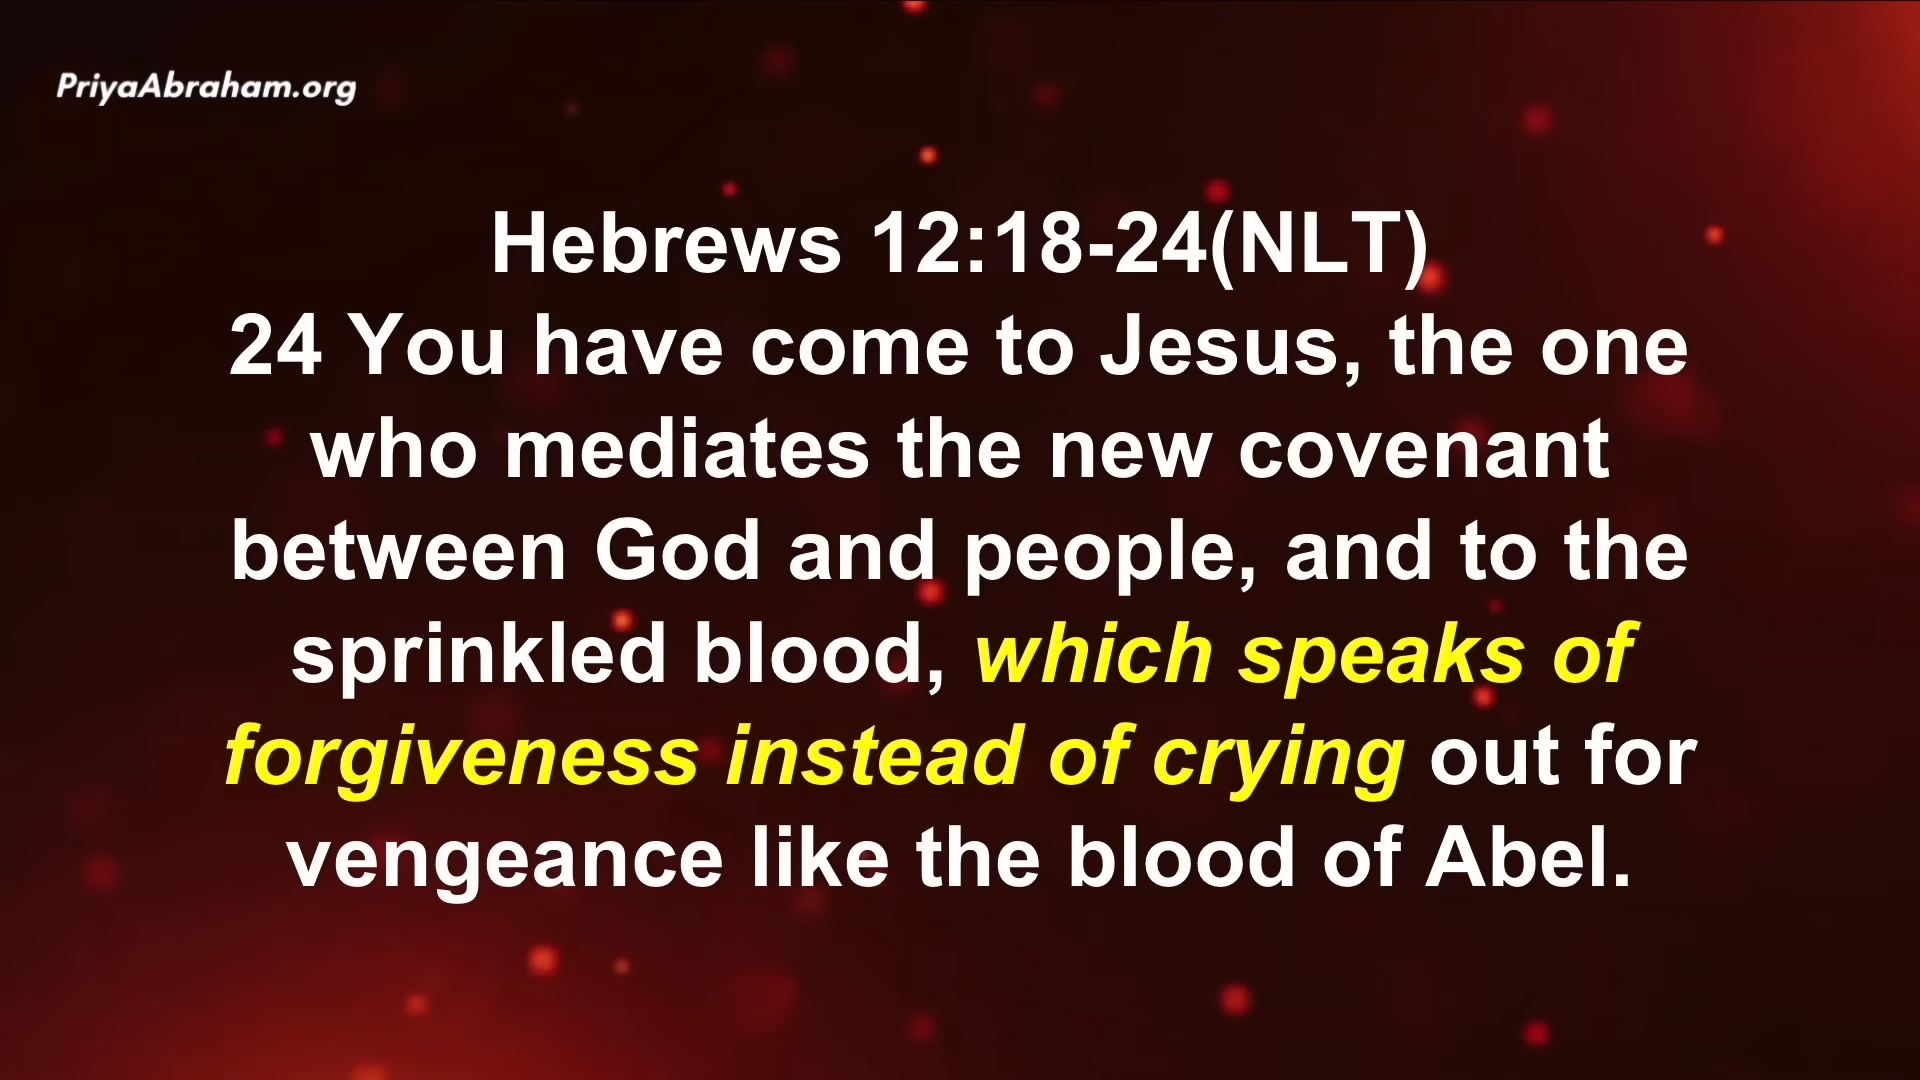 PriyaAbraham.org
Hebrews 12:18-24(NLT)
24 You have come to Jesus, the one
who mediates the new covenant
between God and people, and to the
sprinkled blood, which speaks of
forgiveness instead of crying out for
vengeance like the blood of Abel.